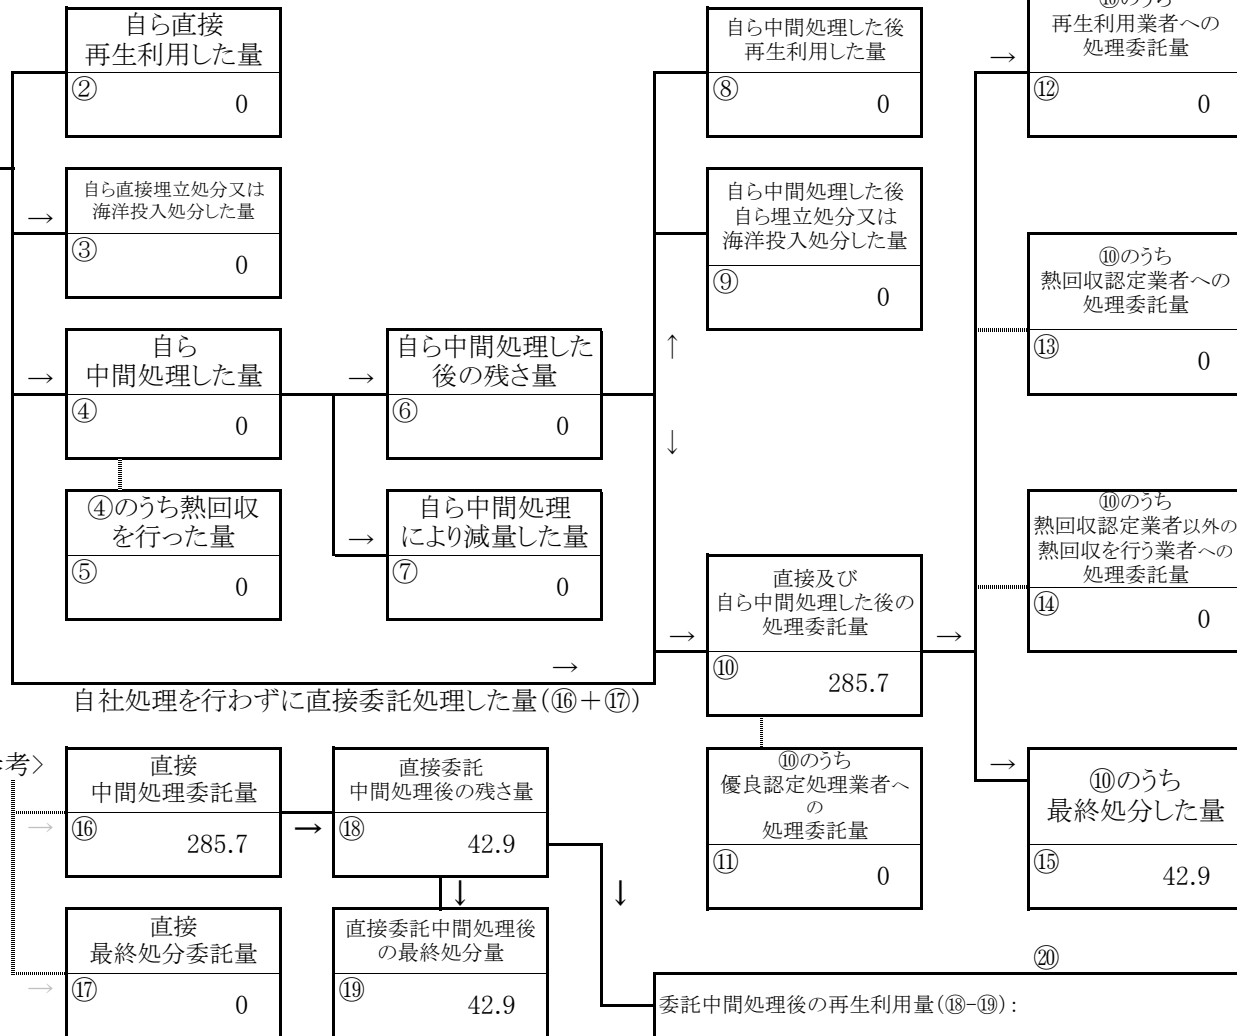 自ら直接
再生利用した量
②
0
自ら直接埋立処分又は
海洋投入処分した量
③
0
自ら
中間処理した量
④
0
④のうち熱回収
を行った量
⑤
0
自ら中間処理した
後の残さ量
⑥
0
自ら中間処理
により減量した量
⑦
0
自ら中間処理した後
再生利用した量
⑧
0
自ら中間処理した後
自ら埋立処分又は
海洋投入処分した量
⑨
0
直接及び
自ら中間処理した後の
処理委託量
⑩
285.7
⑩のうち
優良認定処理業者へ
の
処理委託量
⑪
0
⑩のうち
再生利用業者への
処理委託量
⑫
0
⑩のうち
熱回収認定業者への
処理委託量
⑬
0
⑩のうち
熱回収認定業者以外の
熱回収を行う業者への
処理委託量
⑭
0
⑩のうち
最終処分した量
⑮
42.9
自社処理を行わずに直接委託処理した量(⑯+⑰)
考>
直接
中間処理委託量
⑯
285.7
直接
最終処分委託量
⑰
0
直接委託
中間処理後の残さ量
⑱
42.9
直接委託中間処理後
の最終処分量
⑲
42.9
⑳
委託中間処理後の再生利用量(⑱-⑲):